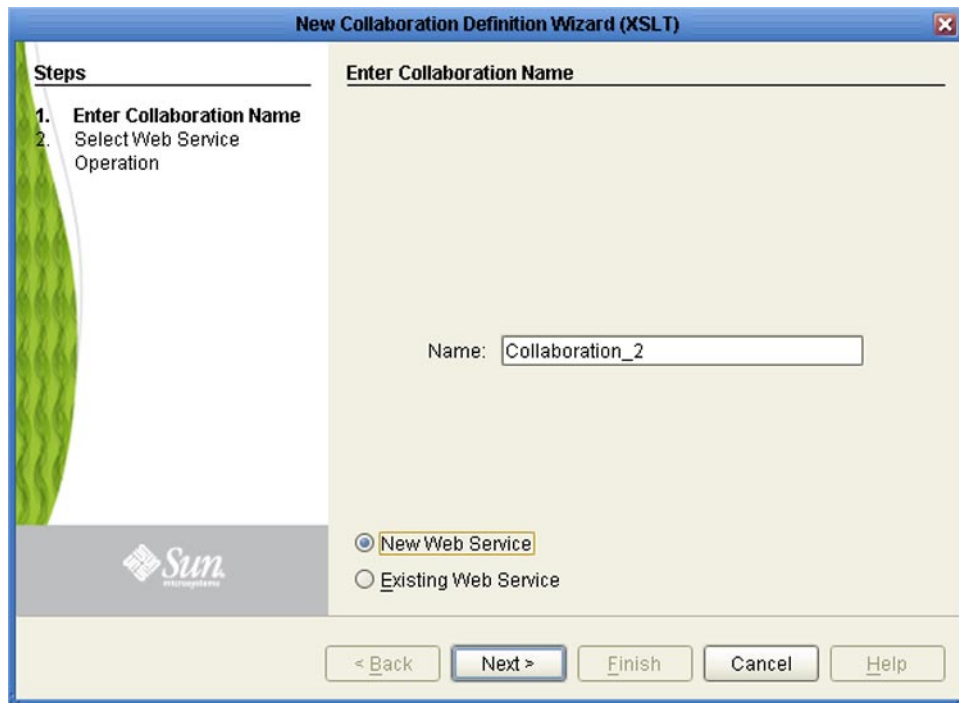 New Collaboration Definition Wizard (XSLT)
Steps
1. Enter Collaboration Name
2. Select Web Service
Operation
Enter Collaboration Name
Name: Collaboration_2
New Web Service
Existing Web Service
Sun
microsystems
< Back
Next >
Finish
Cancel
Help